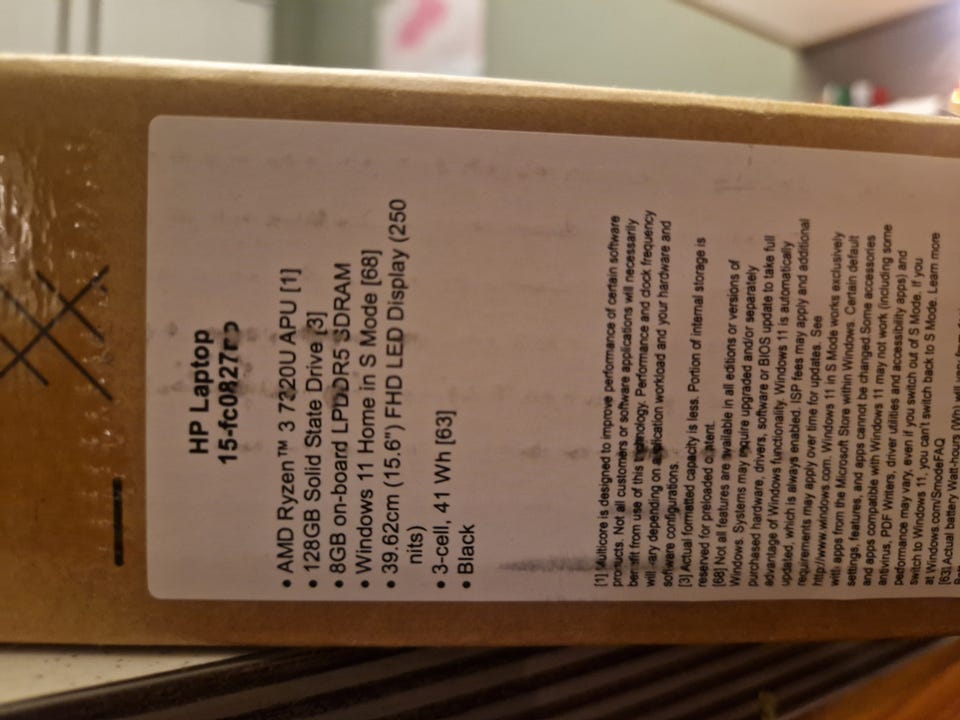 HP Laptop
• AMD Ryzen™ 3 7320U APU [1]
• 128GB Solid State Drive [3]
• 8GB on-board LPDDR5 SDRAM
• Windows 11 Home in S Mode [68]
• 39.62cm (15.6") FHD LED Display (250
nits)
• 3-cell, 41 Wh [63]
• Black
[1] Multicore is designed to improve performance of certain software
products. Not all customers or software applications will necessarily
benefit from use of this technology. Performance and clock frequency
will vary depending on application workload and your hardware and
software configurations.
[3] Actual formatted capacity is less. Portion of internal storage is
reserved for preloaded content.
[68] Not all features are available in all editions or versions of
Windows. Systems may require upgraded and/or separately
purchased hardware, drivers, software or BIOS update to take full
advantage of Windows functionality. Windows 11 is automatically
updated, which is always enabled. ISP fees may apply and additional
requirements may apply over time for updates. See
http://www.windows.com. Windows 11 in S Mode works exclusively
with apps from the Microsoft Store within Windows. Certain default
settings, features, and apps cannot be changed.Some accessories
and apps compatible with Windows 11 may not work (including some
antivirus, PDF Writers, driver utilities and accessibility apps) and
performance may vary, even if you switch out of S Mode. If you
switch to Windows 11, you can't switch back to S Mode. Learn more
at Windows.com/SmodeFAQ
[63]Actual battery Watt-hours (Wh) will vary from